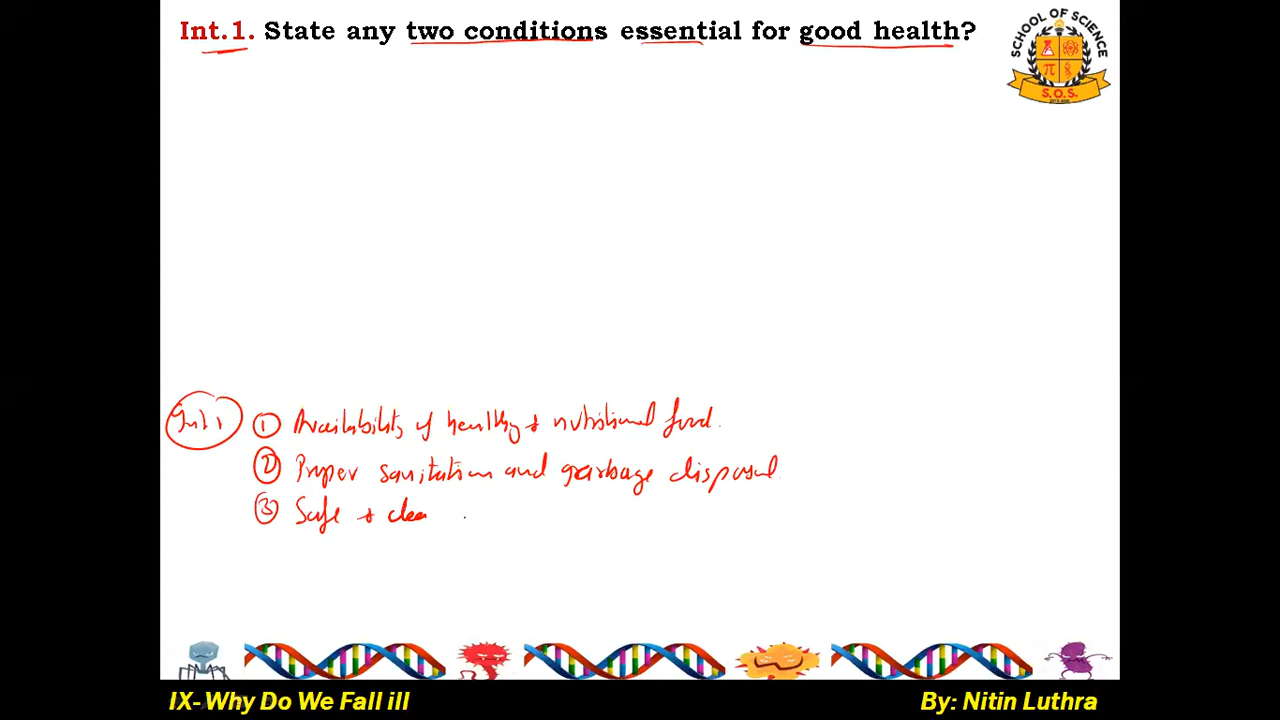 Int.1. State any two conditions essential for good health?
SCHOOL OF SCIENCE
π
S.O.S.
Int 1
① Availability of healthy & nutritional food.
② Proper sanitation and garbage disposal
③ Safe & clea
IX- Why Do We Fall ill
By: Nitin Luthra